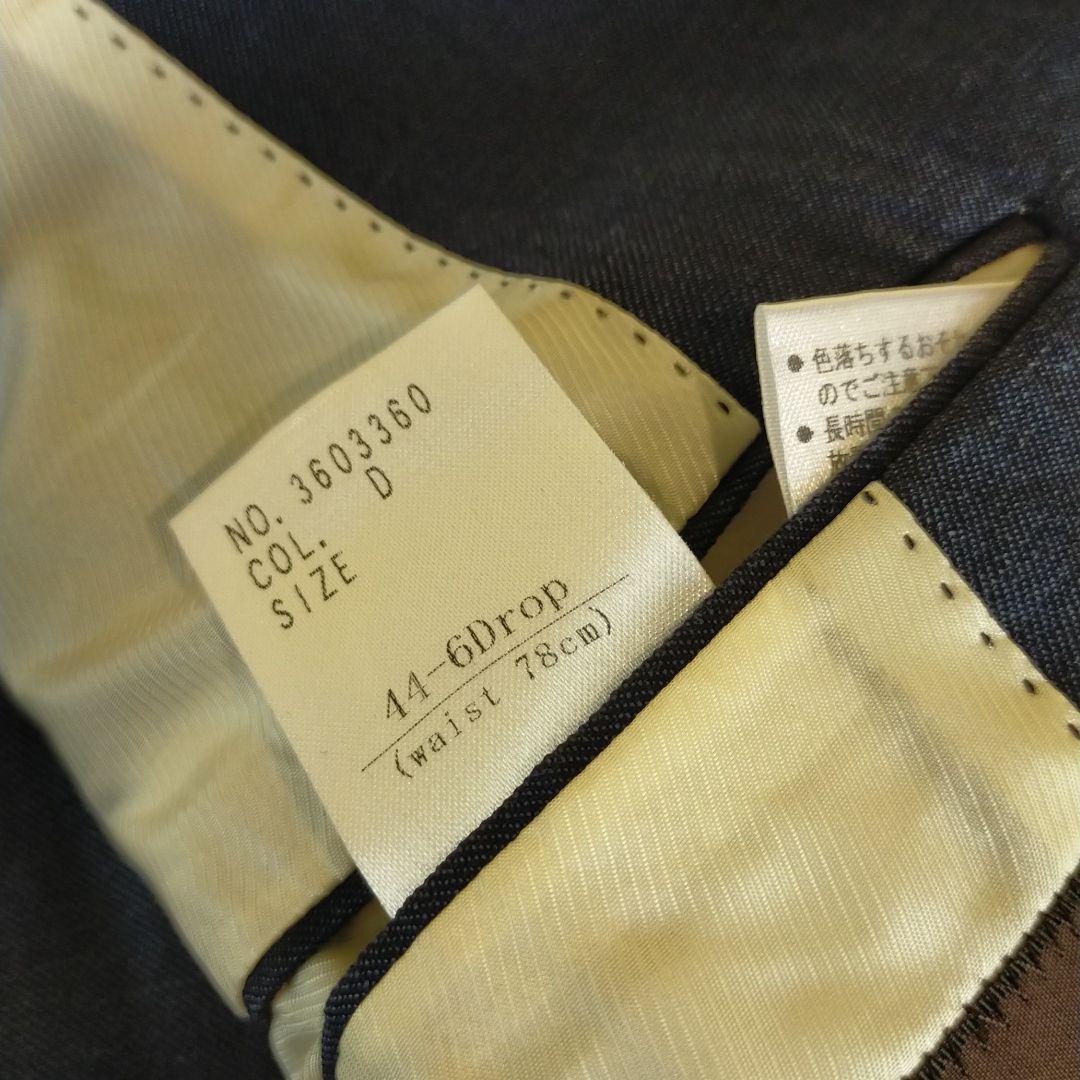 NO. 3603360
COL. D
SIZE
44-6Drop
(waist 78cm)
● 色落ちするおそ
のでご注意
● 長時間